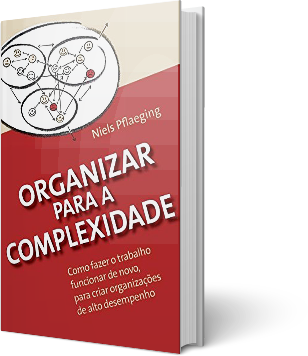 Niels Pflaeging
ORGANIZAR
PARA A
COMPLEXIDADE
Como fazer o trabalho
funcionar de novo,
para criar organizações
de alto desempenho